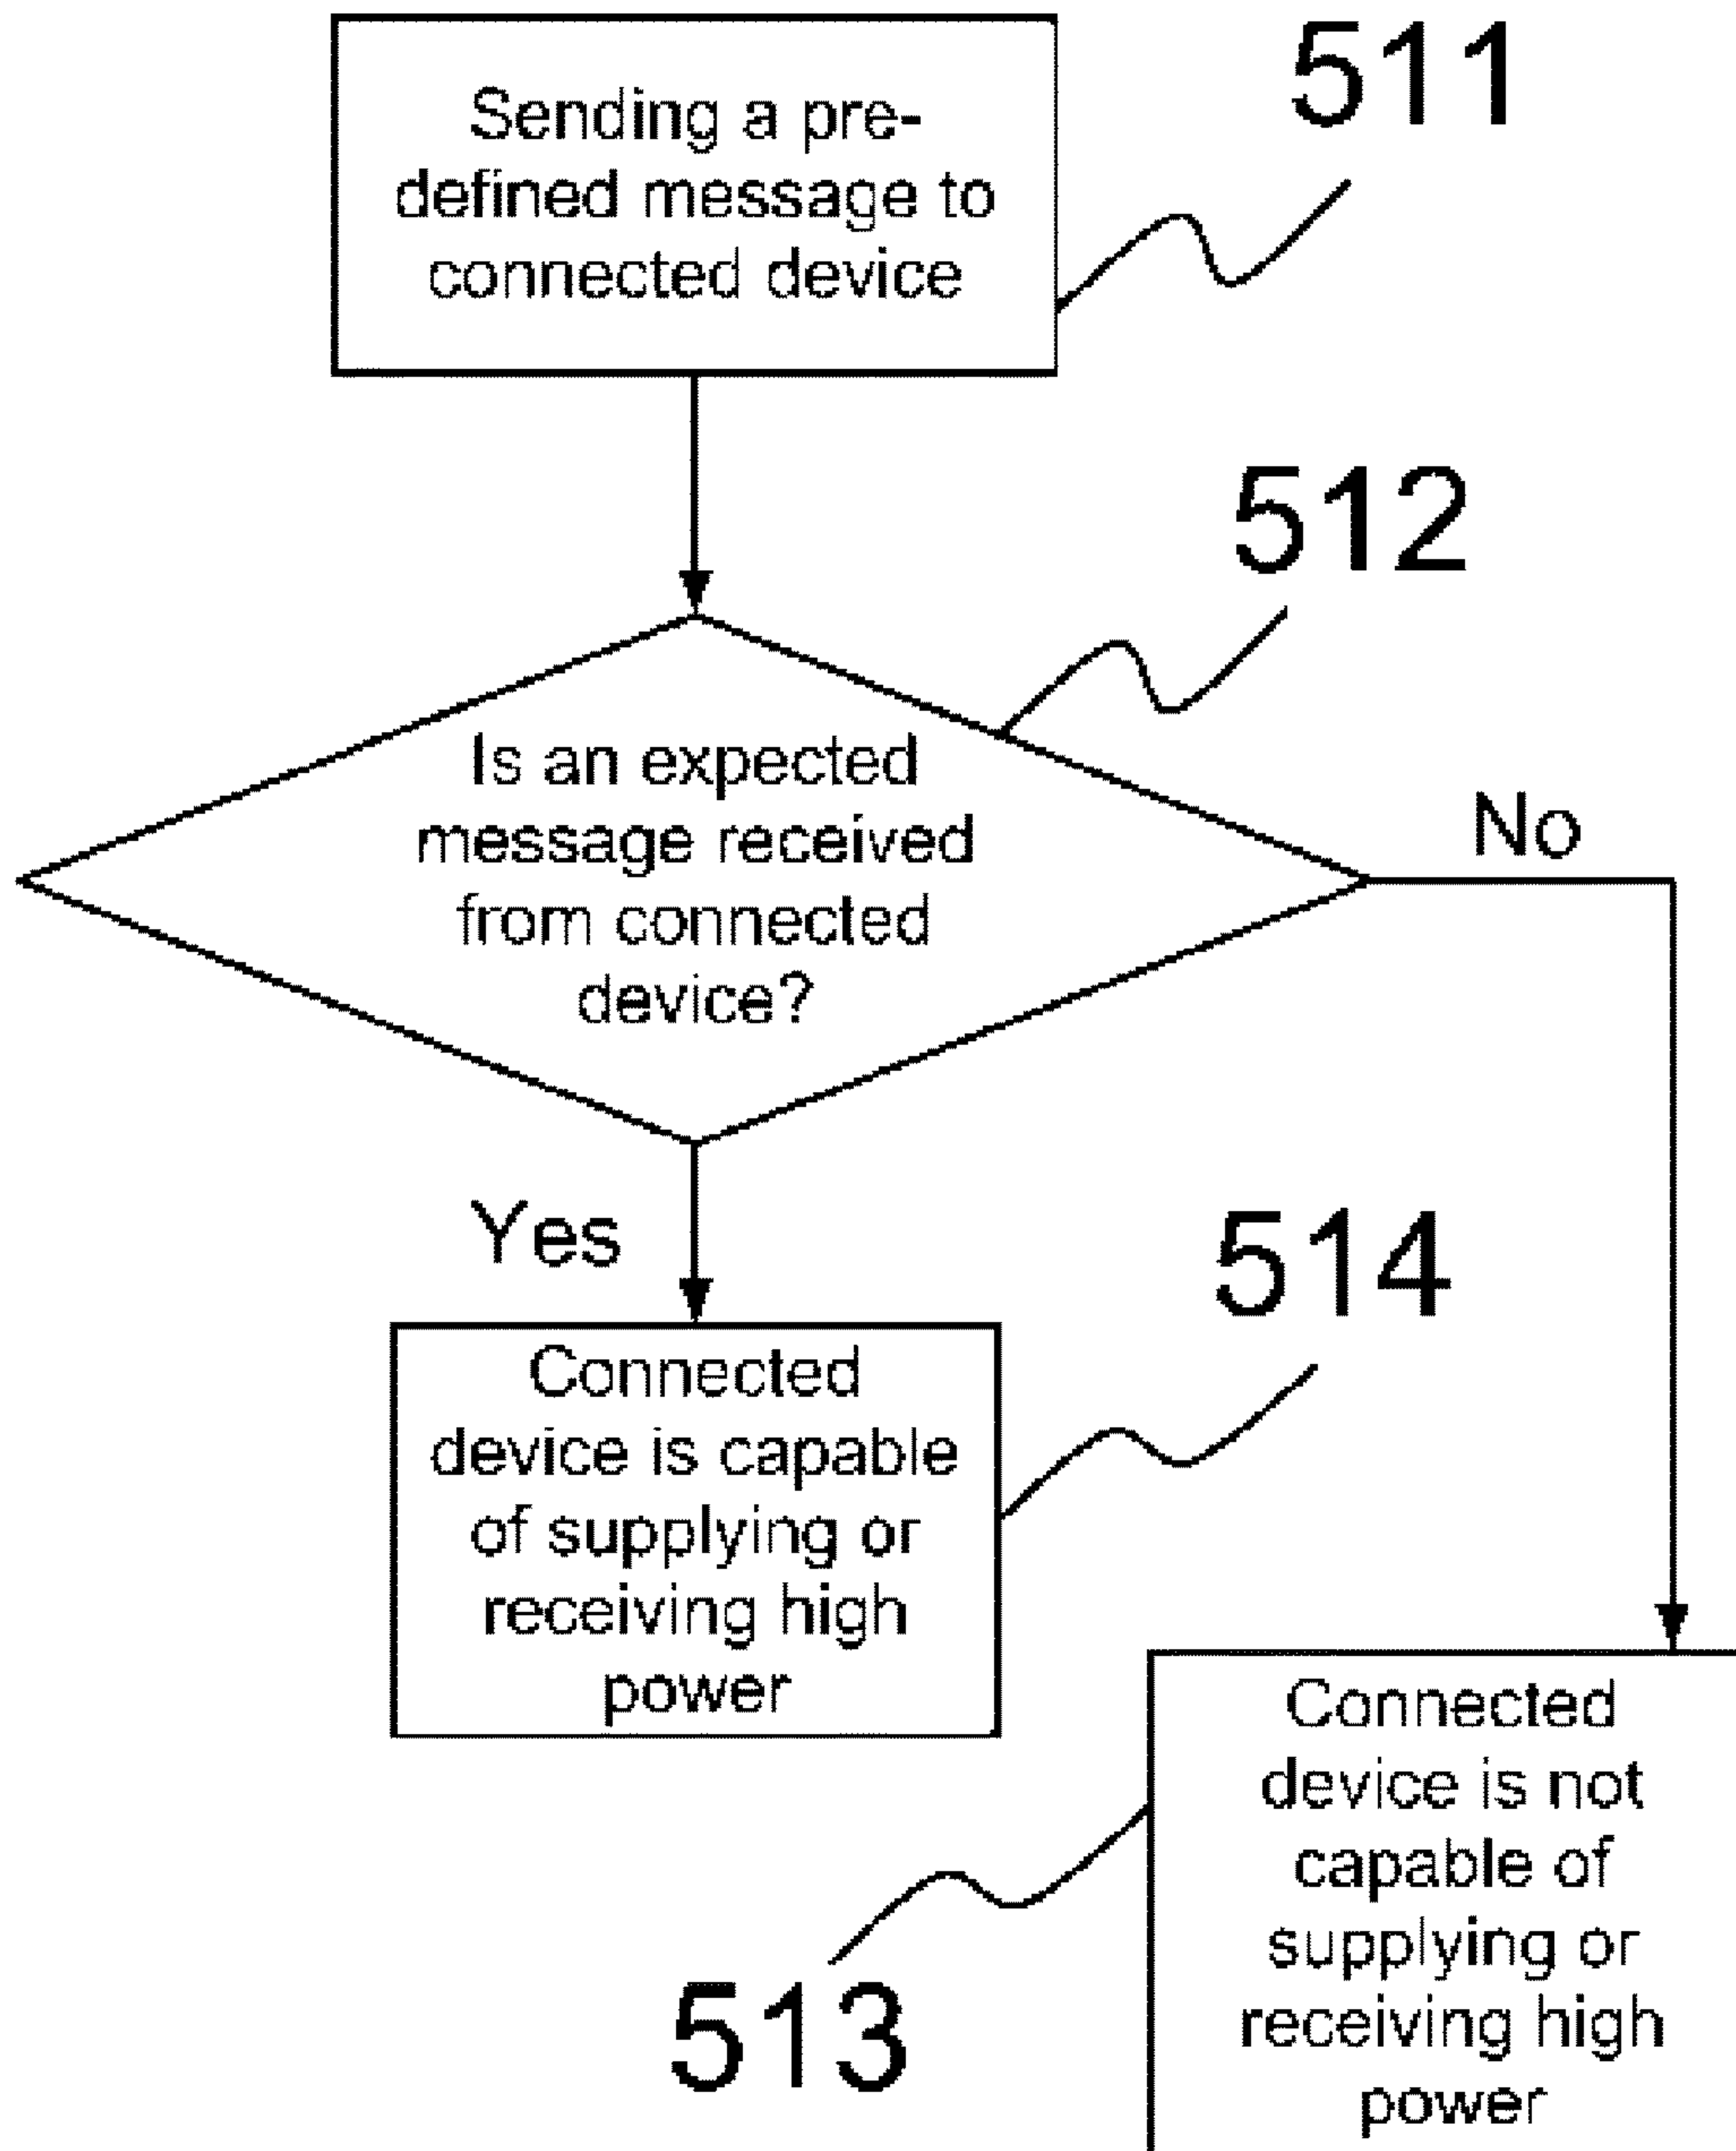 Sending a pre-
defined message to
connected device
511
512
Is an expected
message received
from connected
device?
No
Yes
514
Connected
device is capable
of supplying or
receiving high
power
Connected
device is not
capable of
supplying or
receiving high
power
513